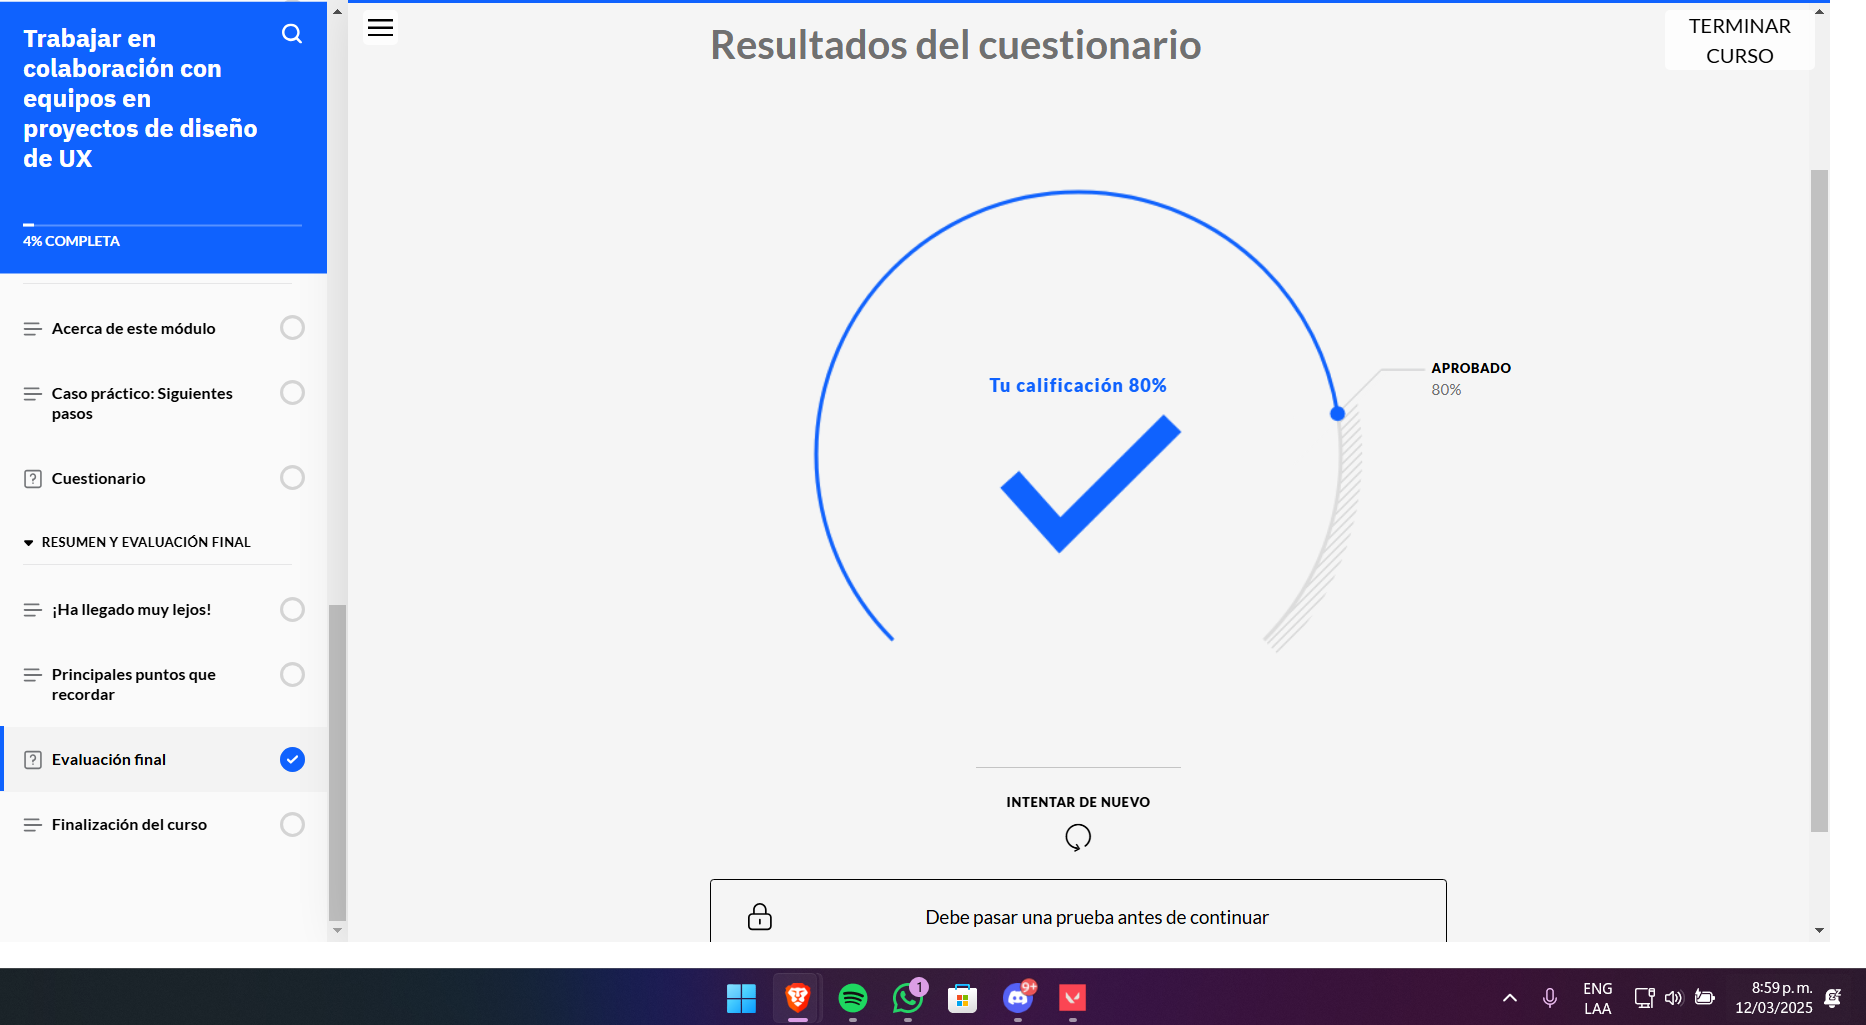 Trabajar en
colaboración con
equipos en
proyectos de diseño
de UX
4% COMPLETA
Acerca de este módulo
Caso práctico: Siguientes
pasos
Cuestionario
RESUMEN Y EVALUACIÓN FINAL
¡Ha llegado muy lejos!
Principales puntos que
recordar
Evaluación final
Finalización del curso
Resultados del cuestionario
TERMINAR
CURSO
Tu calificación 80%
APROBADO
80%
INTENTAR DE NUEVO
Debe pasar una prueba antes de continuar
1
9+
ENG
LAA
8:59 p. m.
12/03/2025